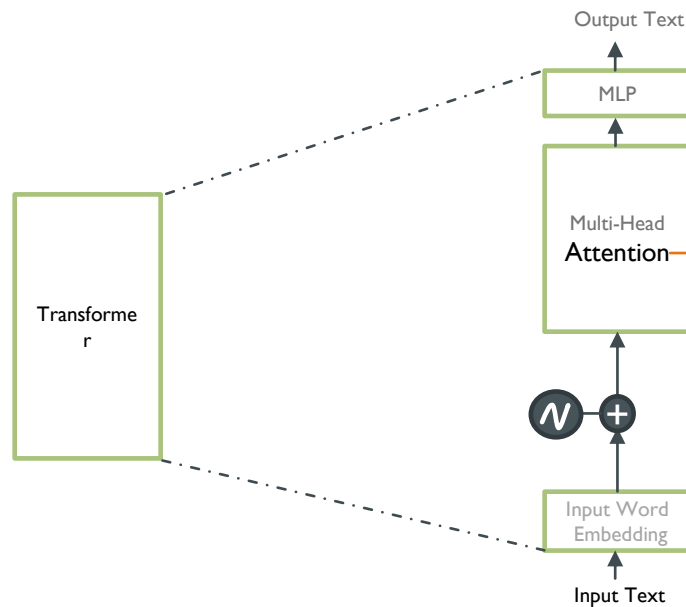 Output Text
MLP
Multi-Head
Attention
Transforme
r
Input Word
Embedding
Input Text